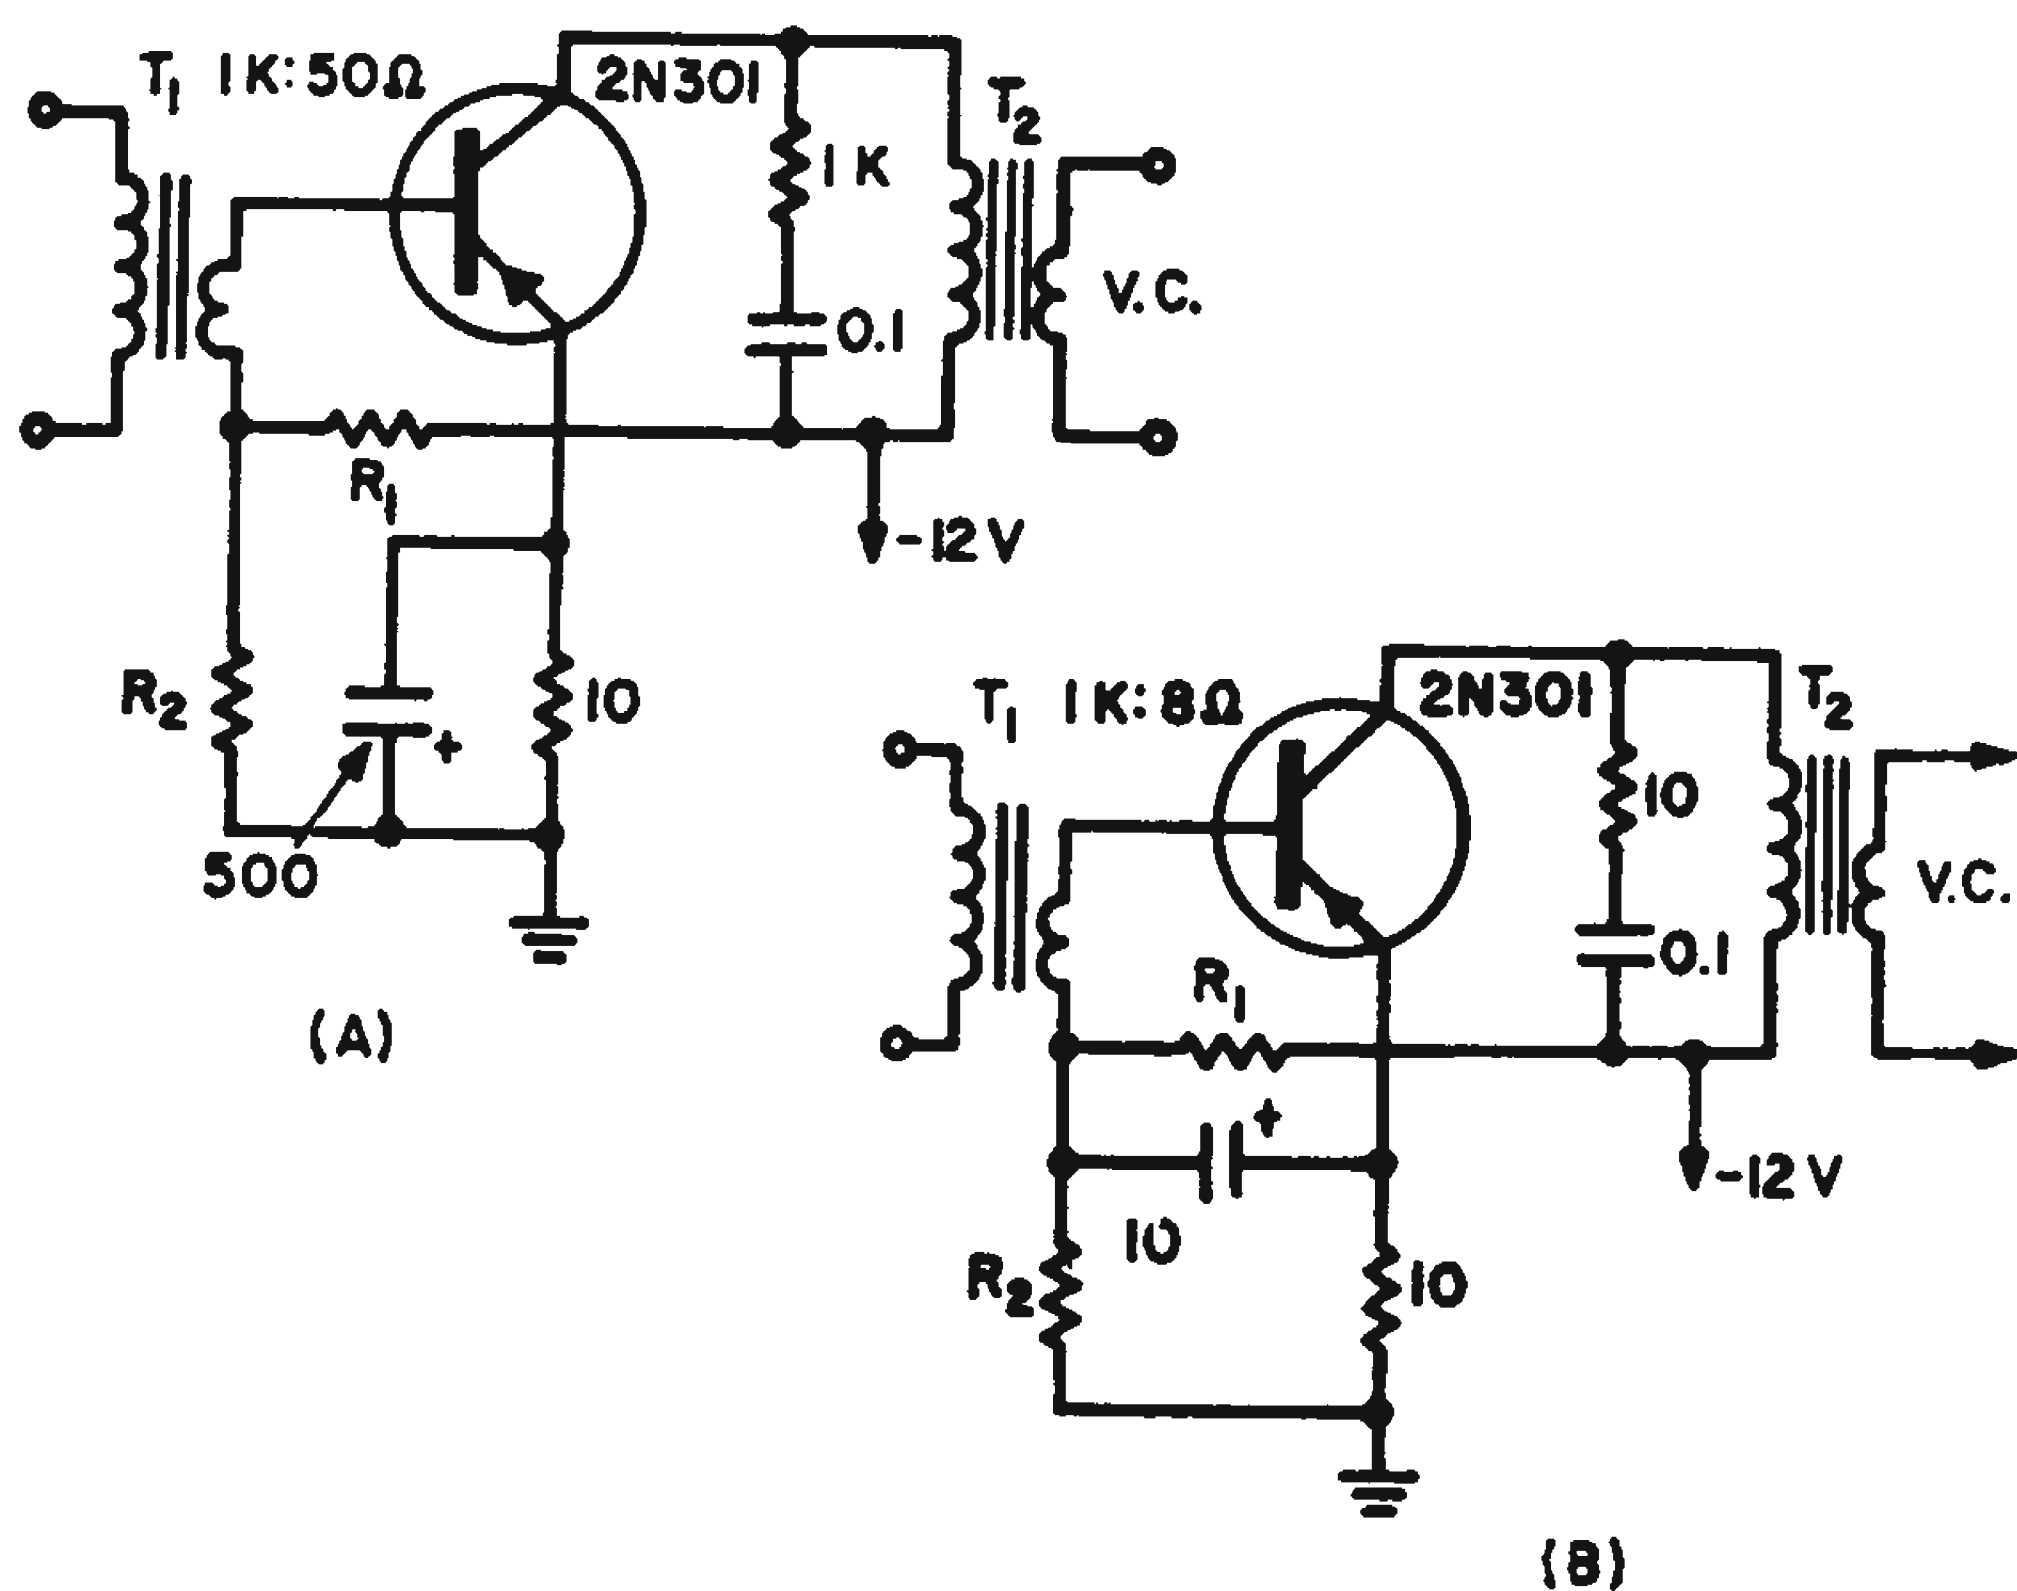 T1 1K:50Ω
2N301
T2
1K
V.C.
0.1
R1
-12V
R2
10
+
500
(A)
T1 1K:8Ω
2N301
T2
10
V.C.
0.1
R1
+
-12V
10
R2
10
(B)